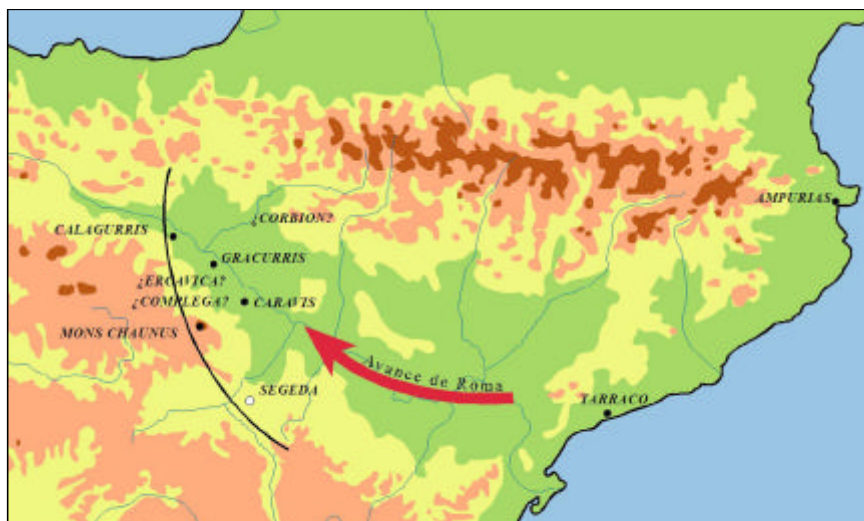 AMPURIAS
¿CORBION?
CALAGURRIS
GRACURRIS
¿ERCAVICA?
¿COMPLEGA?
CARAVIS
MONS CHAUNUS
Avance de Roma
SEGEDA
TARRACO